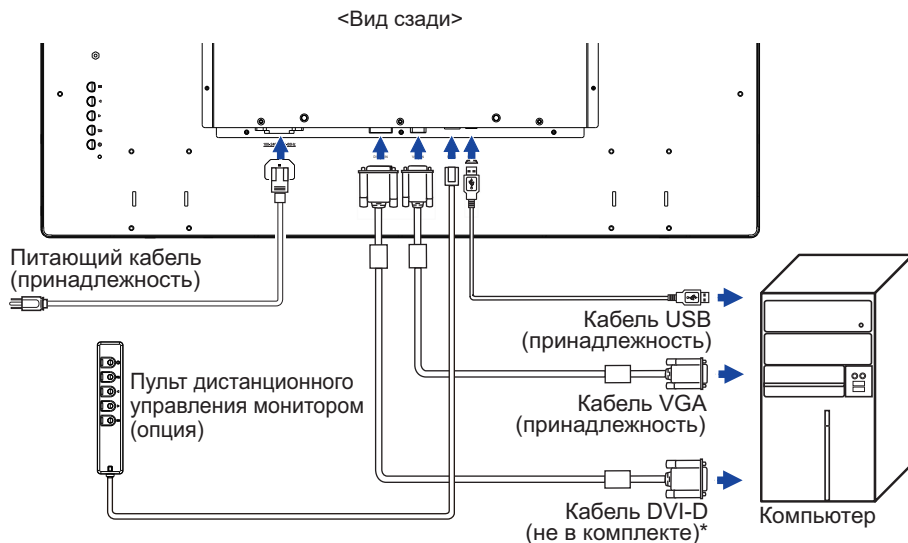 <Вид сзади>
Питающий кабель
(принадлежность)
Кабель USB
(принадлежность)
Пульт дистанционного
управления монитором
(опция)
Кабель VGA
(принадлежность)
Кабель DVI-D
(не в комплекте)*
Компьютер